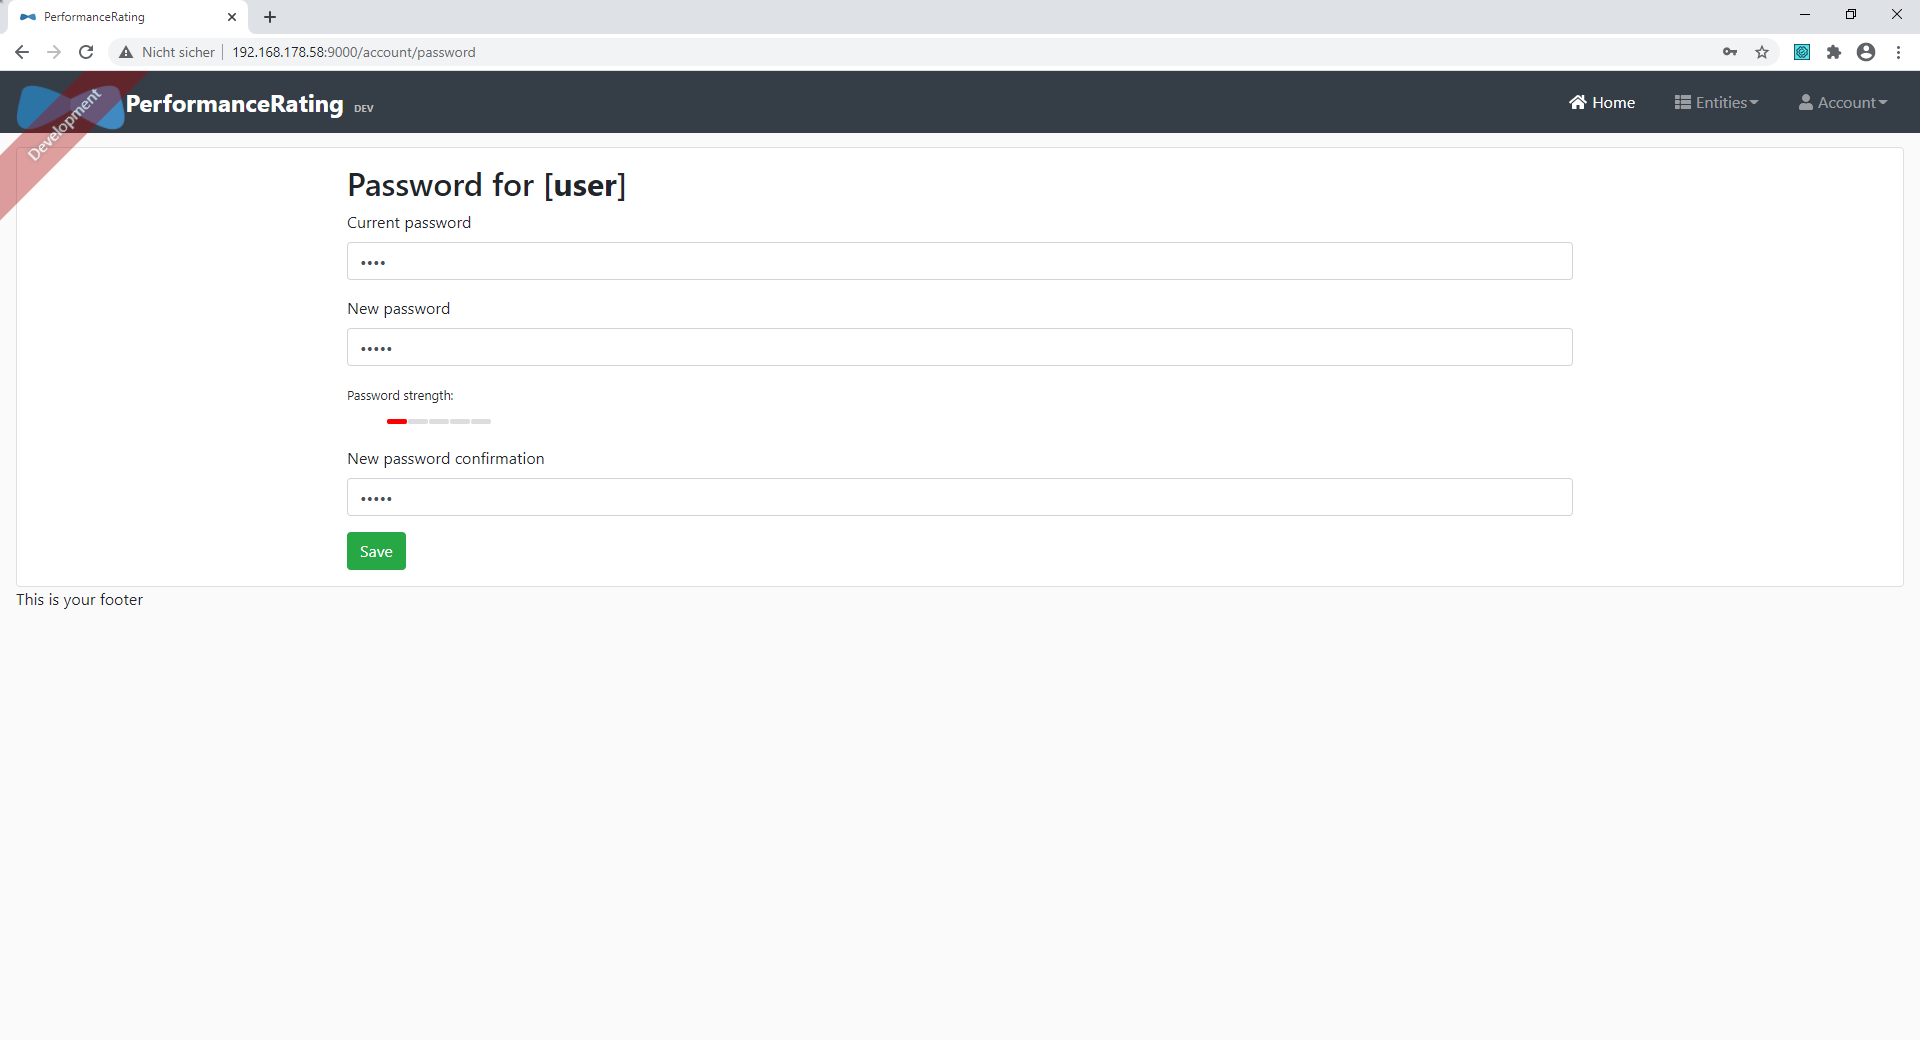 PerformanceRating
Nicht sicher 192.168.178.58:9000/account/password
Development
PerformanceRating DEV
Home Entities Account
Password for [user]
Current password
••••
New password
•••••
Password strength:
New password confirmation
•••••
Save
This is your footer